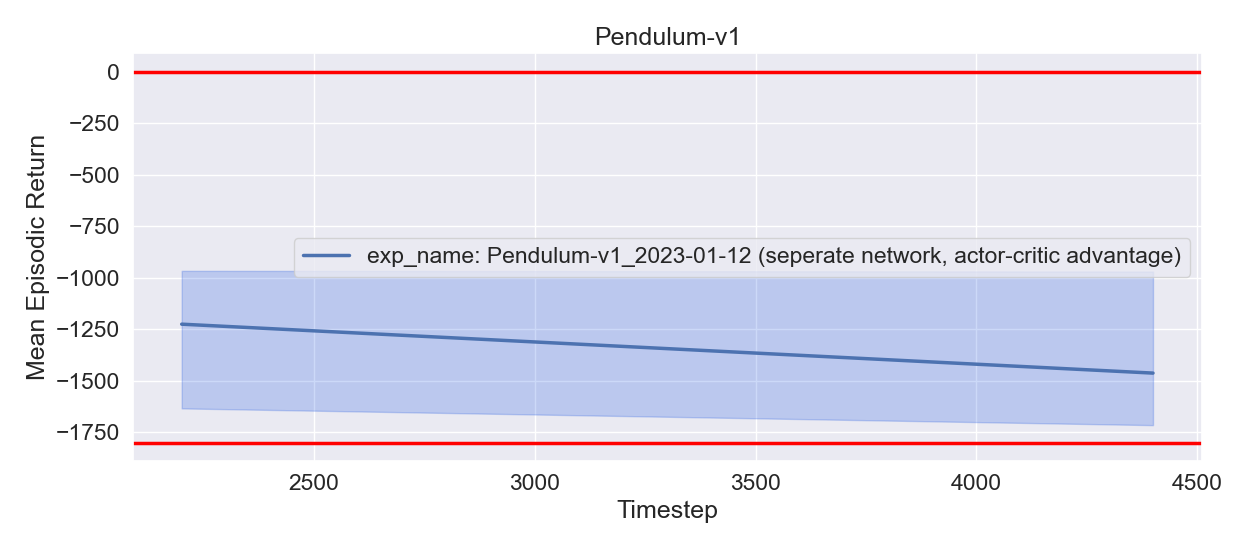 Pendulum-v1
Mean Episodic Return
0
−250
−500
−750
−1000
−1250
−1500
−1750
exp_name: Pendulum-v1_2023-01-12 (seperate network, actor-critic advantage)
2500 3000 3500 4000 4500
Timestep